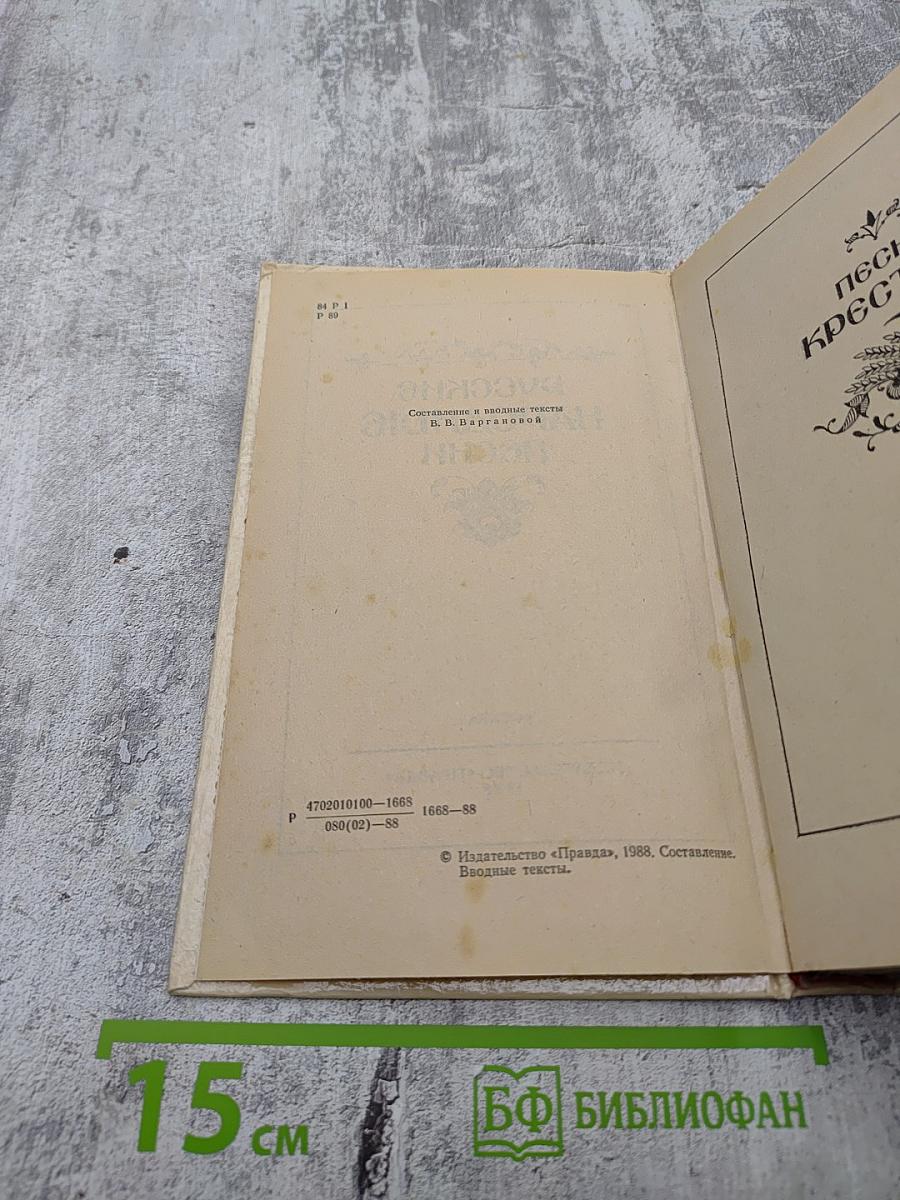 84 Р 1
Р 89
Составление и вводные тексты
В. В. Варгановой
Р 4702010100—1668 1668—88
080(02)—88
© Издательство «Правда», 1988. Составление.
Вводные тексты.
15 см
БФ БИБЛИОФАН